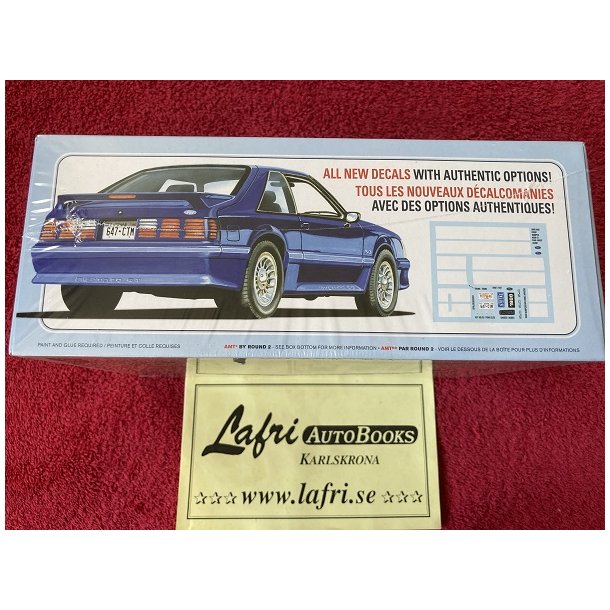 ALL NEW DECALS WITH AUTHENTIC OPTIONS!
TOUS LES NOUVEAUX DÉCALCOMANIES
AVEC DES OPTIONS AUTHENTIQUES!
647-CTM
5.0
PAINT AND GLUE REQUIRED / PEINTURE ET COLLE REQUISES
AMT® BY ROUND 2 - SEE BOX BOTTOM FOR MORE INFORMATION • AMT® PAR ROUND 2 - VOIR LE DESSOUS DE LA BOÎTE POUR PLUS D'INFORMATIONS
Lafri AUTOBOOKS
KARLSKRONA
☆☆☆ www.lafri.se ☆☆☆